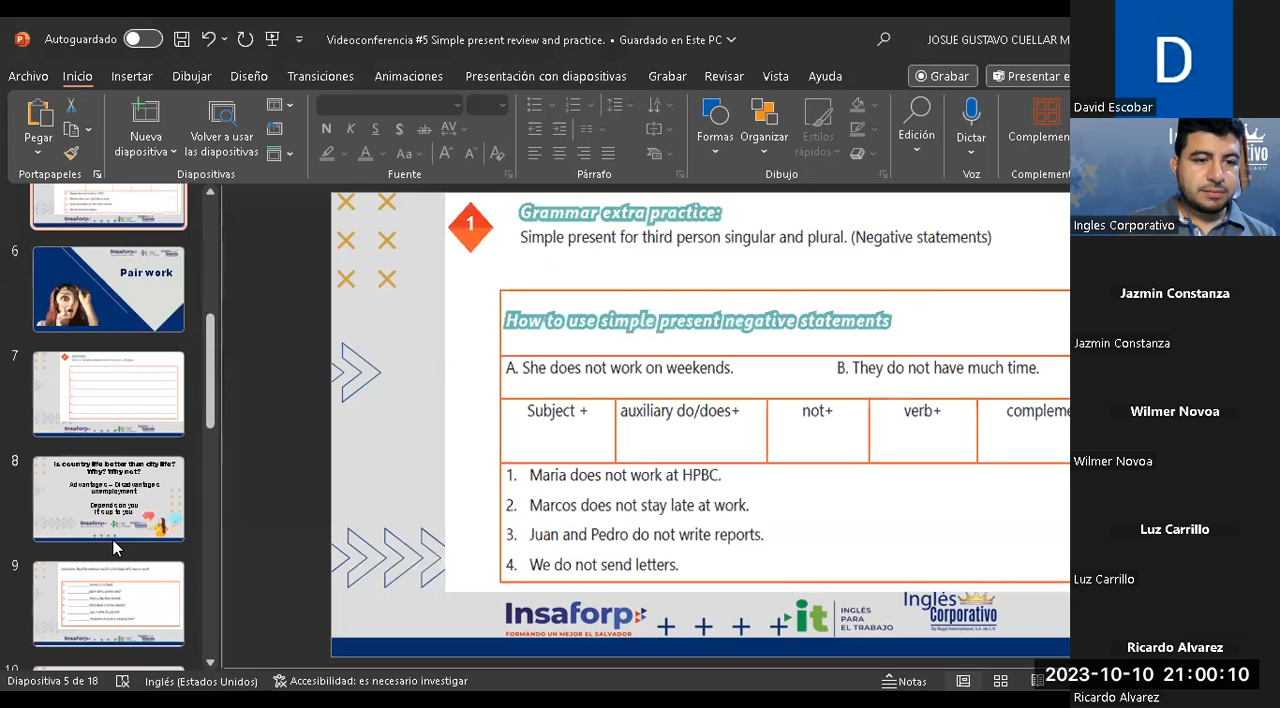 Autoguardado
Videoconferencia #5 Simple present review and practice. • Guardado en Este PC
JOSUE GUSTAVO CUELLAR M
Archivo Inicio Insertar Dibujar Diseño Transiciones Animaciones Presentación con diapositivas Grabar Revisar Vista Ayuda
Grabar
Presentar e
Pegar
Nueva diapositiva
Volver a usar las diapositivas
Formas
Organizar
Estilos rápidos
Edición
Dictar
Complemen
Portapapeles
Diapositivas
Fuente
Párrafo
Dibujo
Voz
Complement
6
Pair work
7
8
Is country life better than city life?
Why? Why not?
Advantages – Disadvantages
unemployment
Depends on you
It's up to you
9
1
Grammar extra practice:
Simple present for third person singular and plural. (Negative statements)
How to use simple present negative statements
A. She does not work on weekends.
B. They do not have much time.
Subject +
auxiliary do/does+
not+
verb+
compleme
1. Maria does not work at HPBC.
2. Marcos does not stay late at work.
3. Juan and Pedro do not write reports.
4. We do not send letters.
Insaforp
FORMANDO UN MEJOR EL SALVADOR
it
INGLÉS
PARA
EL TRABAJO
Inglés
Corporativo
Diapositiva 5 de 18
Inglés (Estados Unidos)
Accesibilidad: es necesario investigar
Notas
D
David Escobar
Ingles Corporativo
Jazmin Constanza
Jazmin Constanza
Wilmer Novoa
Wilmer Novoa
Luz Carrillo
Luz Carrillo
Ricardo Alvarez
2023-10-10 21:00:10
Ricardo Alvarez